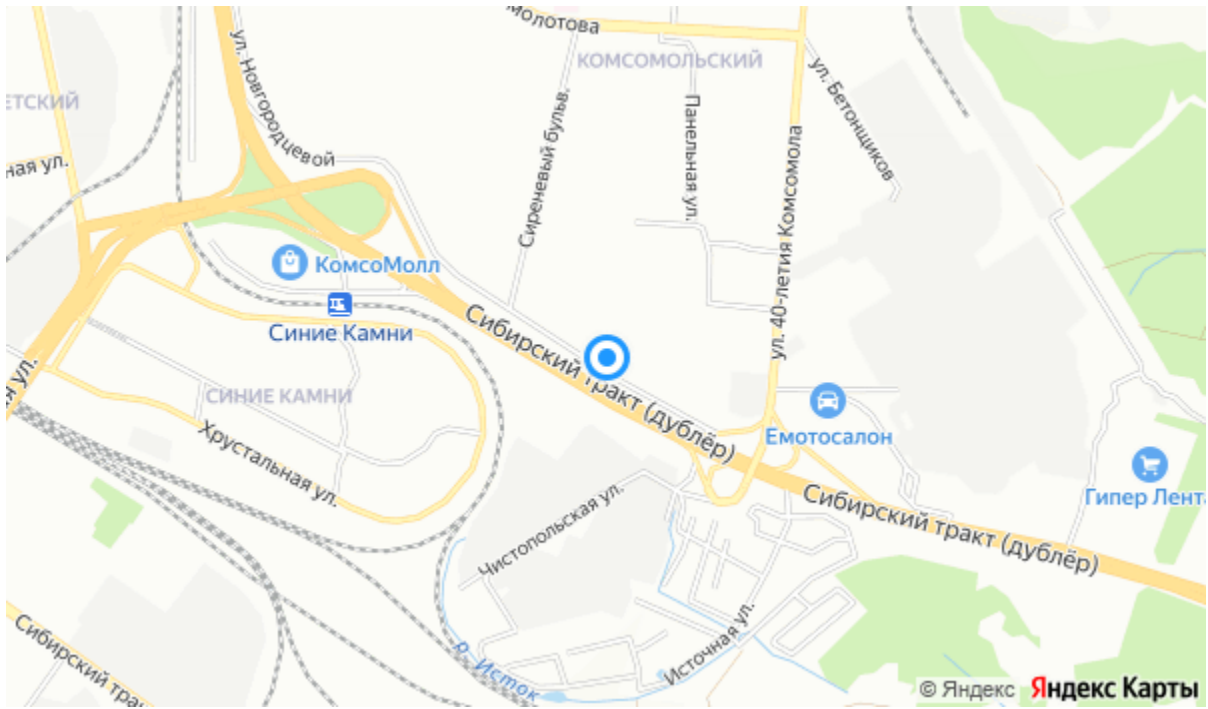 Молотова
КОМСОМОЛЬСКИЙ
ул. Новгородцевой
ЕТСКИЙ
ная ул.
Сиреневый бульв.
Панельная ул.
ул. Бетонщиков
ул. 40-летия Комсомола
КомсоМолл
Синие Камни
СИНИЕ КАМНИ
Сибирский тракт (дублёр)
я ул.
Хрустальная ул.
Емотосалон
Гипер Лента
Сибирский тракт (дублёр)
Чистопольская ул.
Источная ул.
р. Исток
Сибирский трак
© Яндекс Яндекс Карты